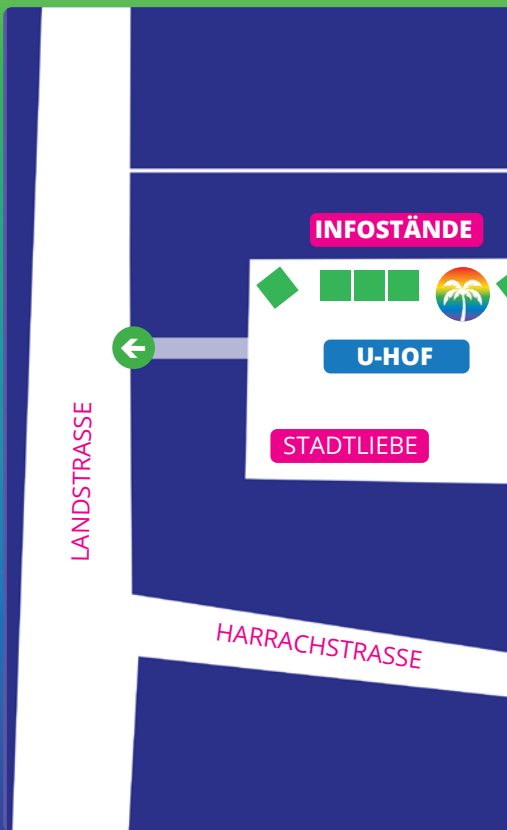 INFOSTÄNDE
U-HOF
STADTLIEBE
LANDSTRASSE
HARRACHSTRASSE